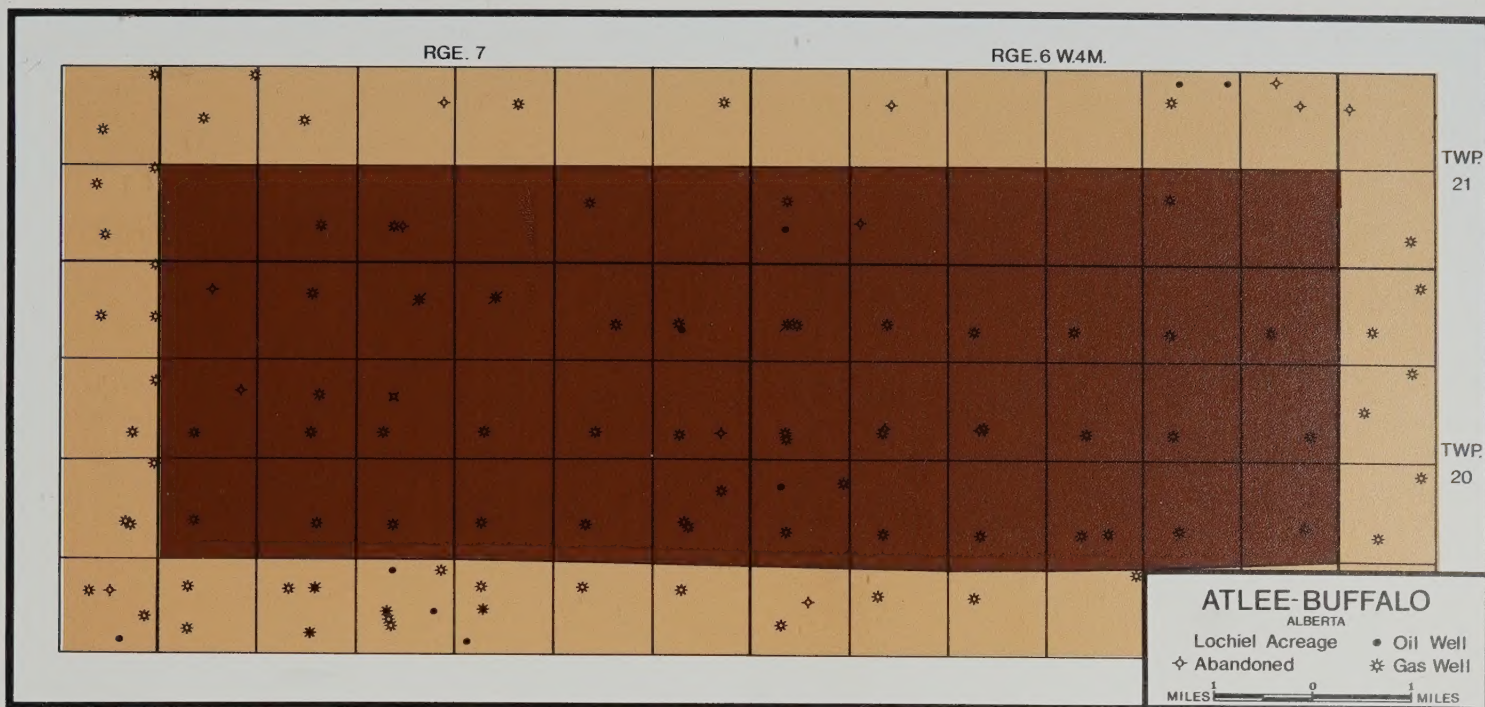 RGE. 7
RGE. 6 W.4M.
TWP.
21
TWP.
20
ATLEE-BUFFALO
ALBERTA
Lochiel Acreage
Oil Well
Abandoned
Gas Well
1 0 1
MILES MILES